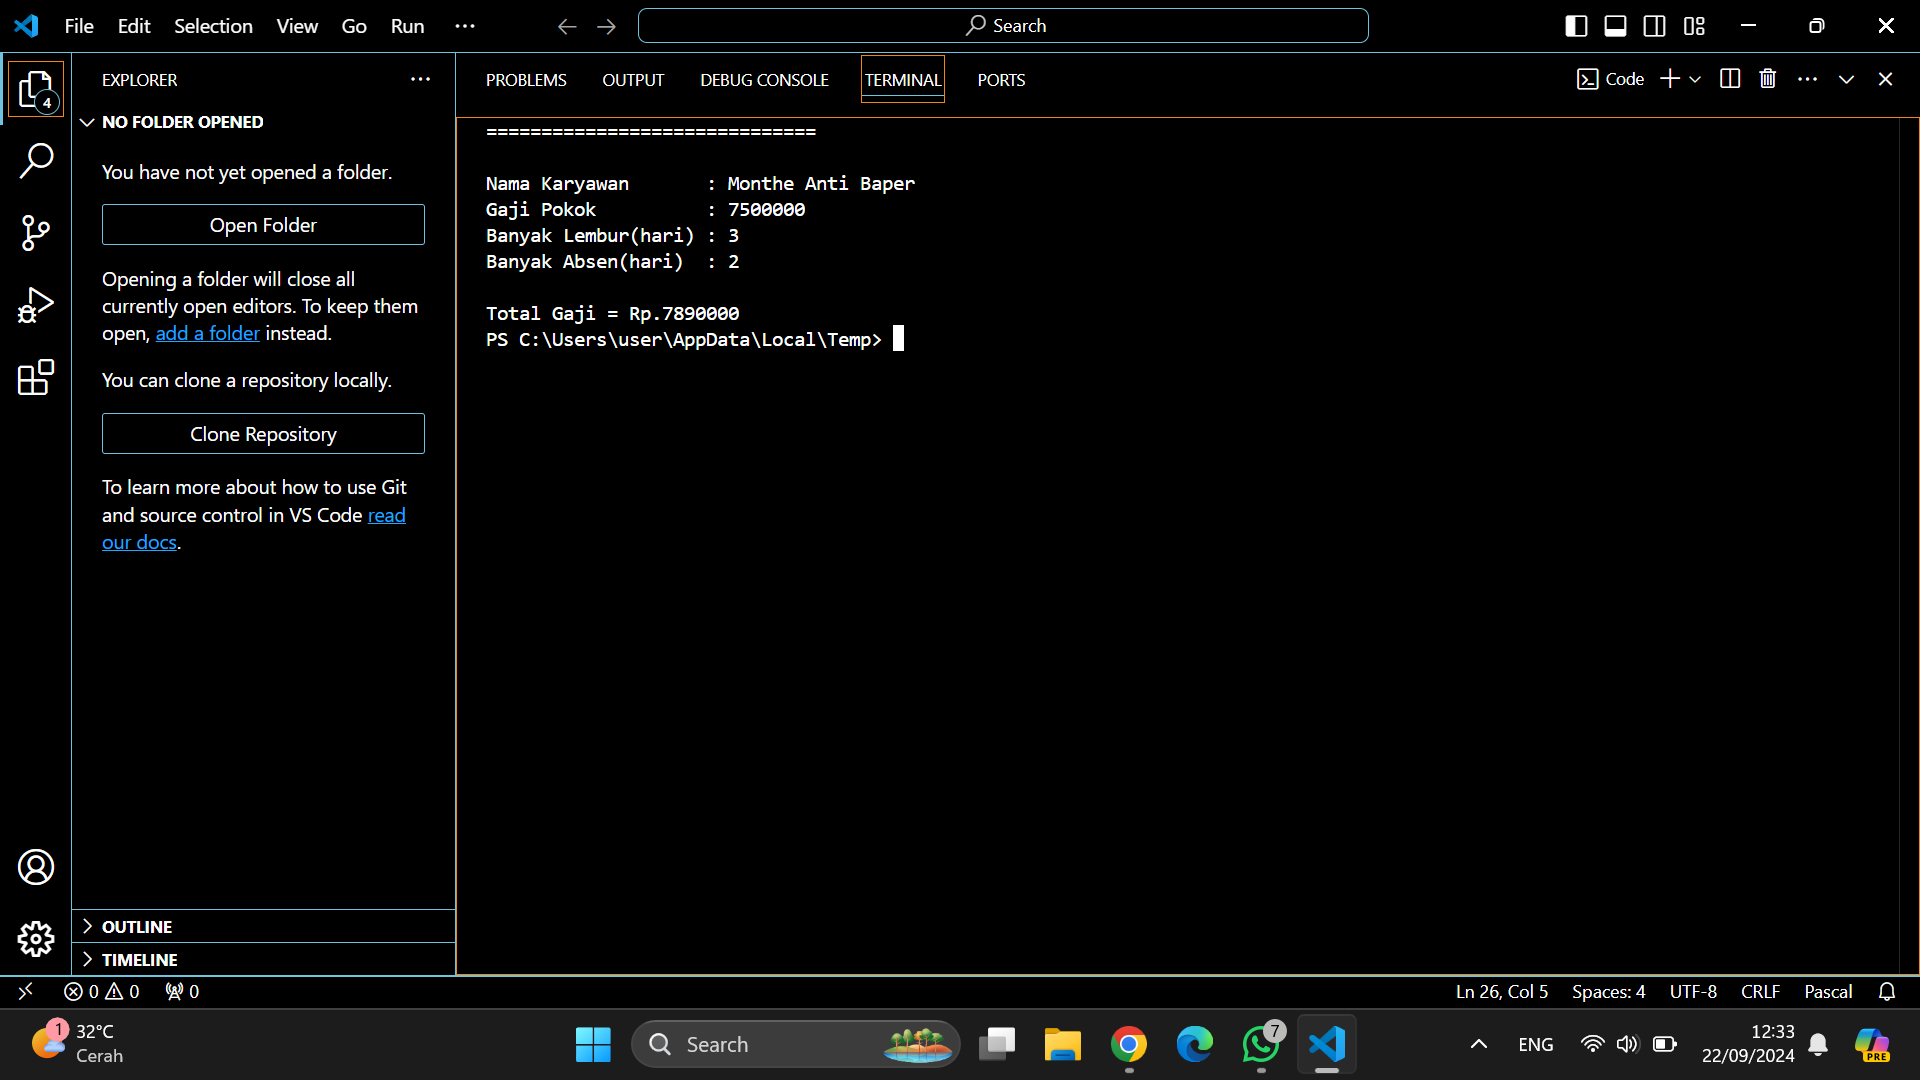 File Edit Selection View Go Run ···
Search
4
EXPLORER ···
NO FOLDER OPENED
You have not yet opened a folder.
Open Folder
Opening a folder will close all
currently open editors. To keep them
open, add a folder instead.
You can clone a repository locally.
Clone Repository
To learn more about how to use Git
and source control in VS Code read
our docs.
OUTLINE
TIMELINE
PROBLEMS OUTPUT DEBUG CONSOLE TERMINAL PORTS
Code
==============================
Nama Karyawan       : Monthe Anti Baper
Gaji Pokok          : 7500000
Banyak Lembur(hari) : 3
Banyak Absen(hari)  : 2
Total Gaji = Rp.7890000
PS C:\Users\user\AppData\Local\Temp>
0 0 0
Ln 26, Col 5 Spaces: 4 UTF-8 CRLF Pascal
1
32°C
Cerah
Search
7
ENG
12:33
22/09/2024
PRE